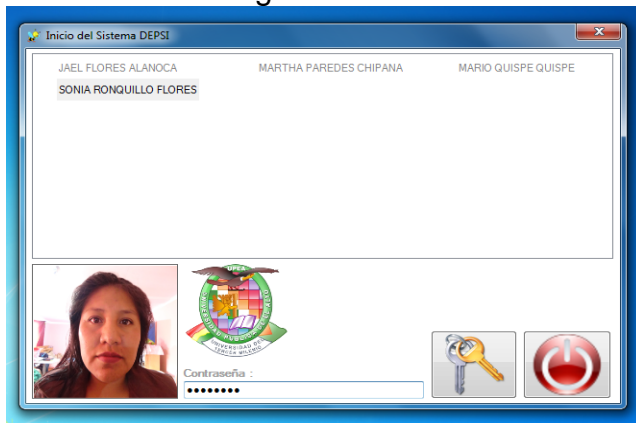 Inicio del Sistema DEPSI
JAEL FLORES ALANOCA MARTHA PAREDES CHIPANA MARIO QUISPE QUISPE
SONIA RONQUILLO FLORES
UPEA
Contraseña :